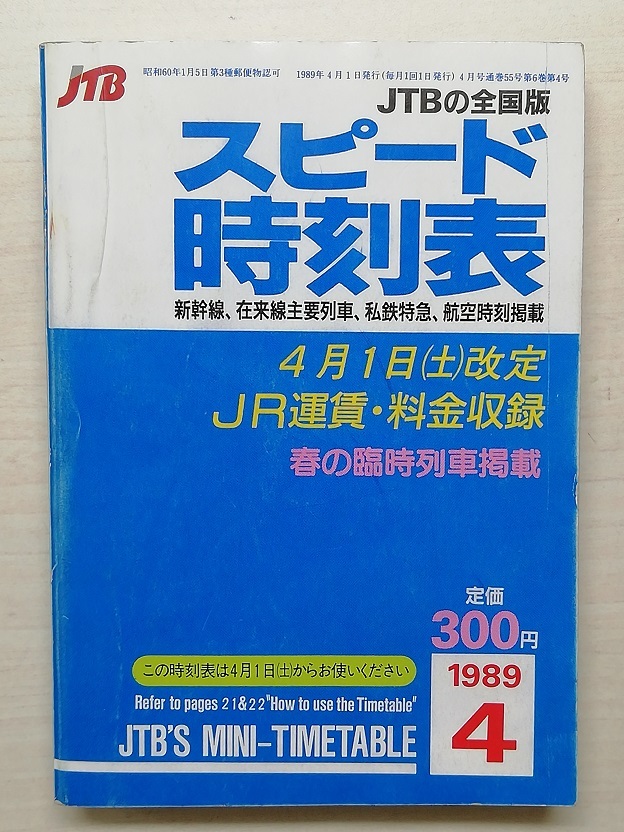 JTB
昭和60年1月5日第3種郵便物認可 1989年4月1日発行(毎月1回1日発行) 4月号通巻55号第6巻第4号
JTBの全国版
スピード
時刻表
新幹線、在来線主要列車、私鉄特急、航空時刻掲載
4月1日(土)改定
JR運賃・料金収録
春の臨時列車掲載
定価
300円
この時刻表は4月1日(土)からお使いください
Refer to pages 21&22"How to use the Timetable"
JTB'S MINI-TIMETABLE
1989
4